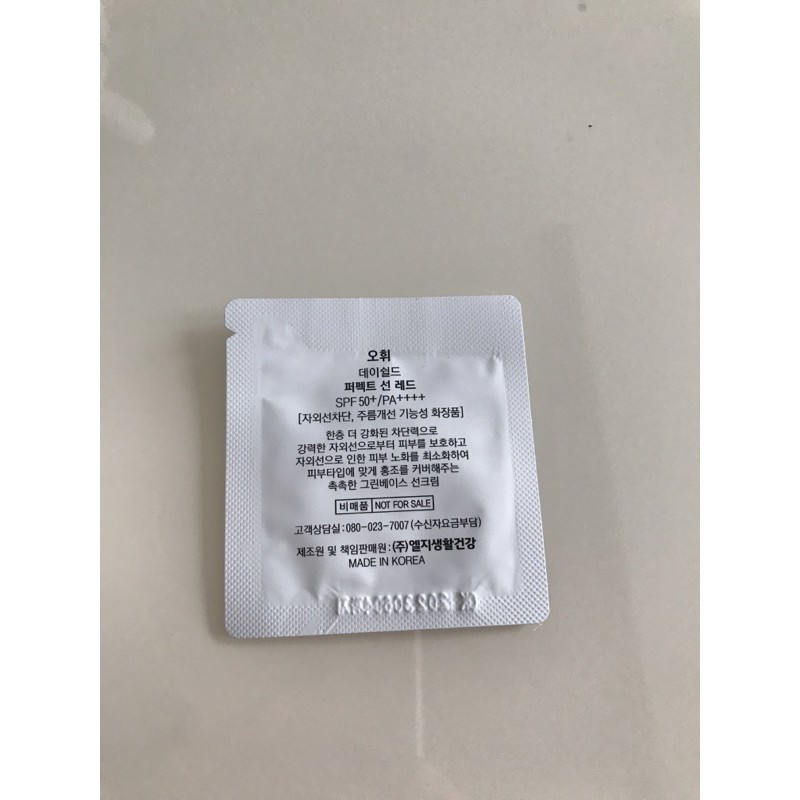 오휘
데이쉴드
퍼펙트 선 레드
SPF 50+/PA++++
[자외선차단, 주름개선 기능성 화장품]
한층 더 강화된 차단력으로
강력한 자외선으로부터 피부를 보호하고
자외선으로 인한 피부 노화를 최소화하여
피부타입에 맞게 홍조를 커버해주는
촉촉한 그린베이스 선크림
비매품 NOT FOR SALE
고객상담실 : 080-023-7007 (수신자요금부담)
제조원 및 책임판매원 : (주)엘지생활건강
MADE IN KOREA